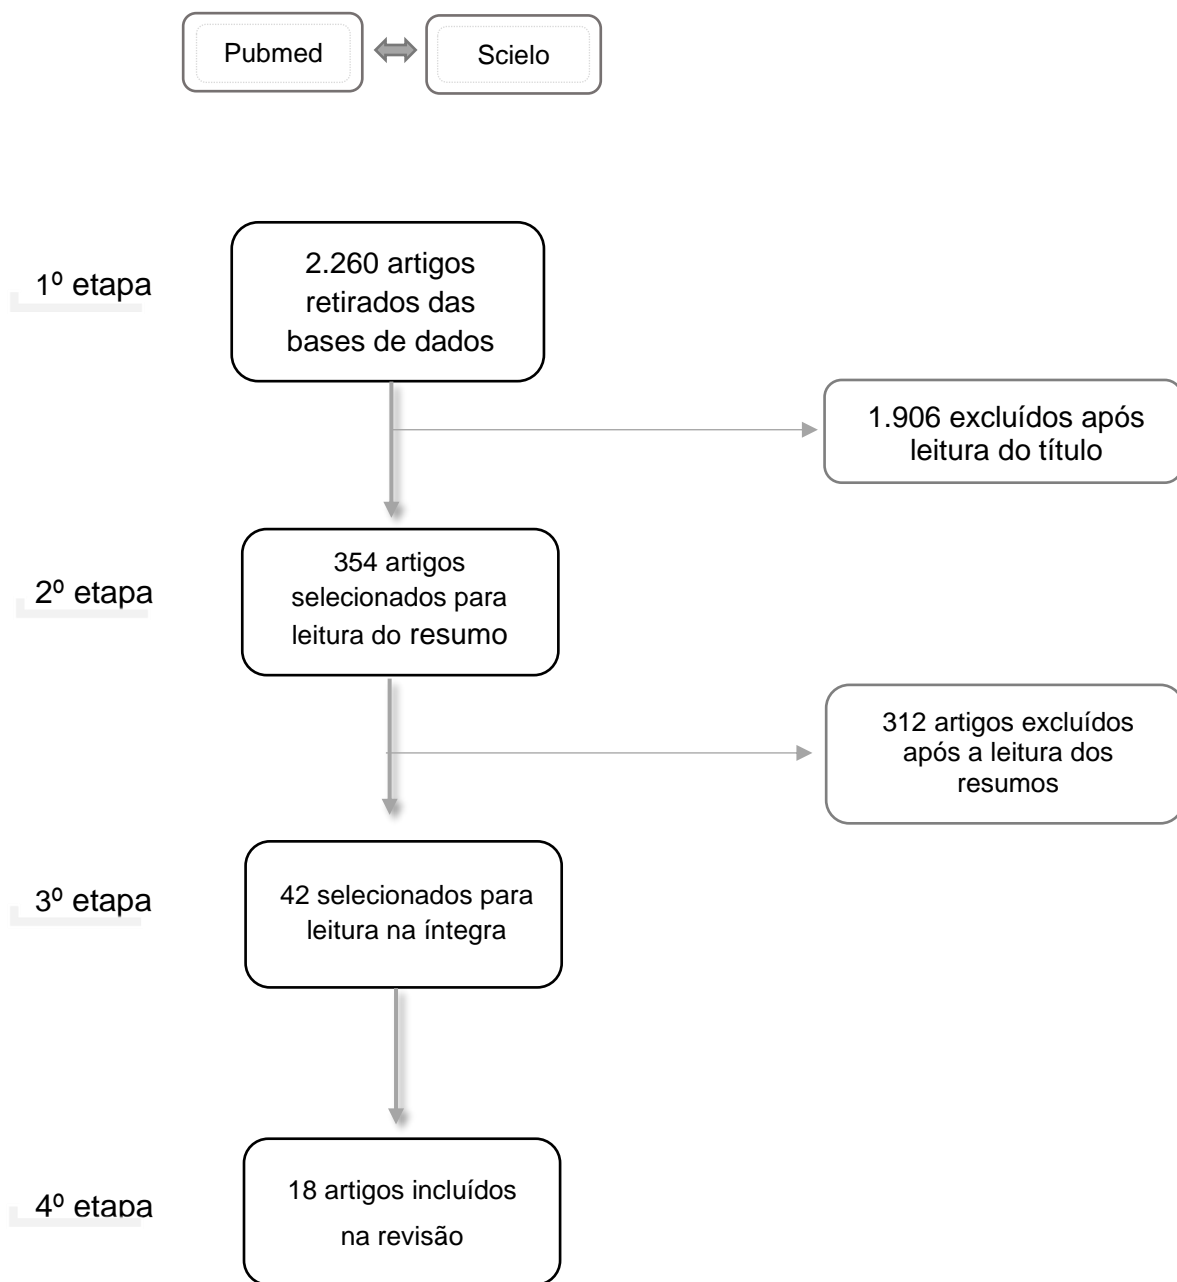 Pubmed
Scielo
1º etapa
2.260 artigos
retirados das
bases de dados
1.906 excluídos após
leitura do título
2º etapa
354 artigos
selecionados para
leitura do resumo
312 artigos excluídos
após a leitura dos
resumos
3º etapa
42 selecionados para
leitura na íntegra
4º etapa
18 artigos incluídos
na revisão